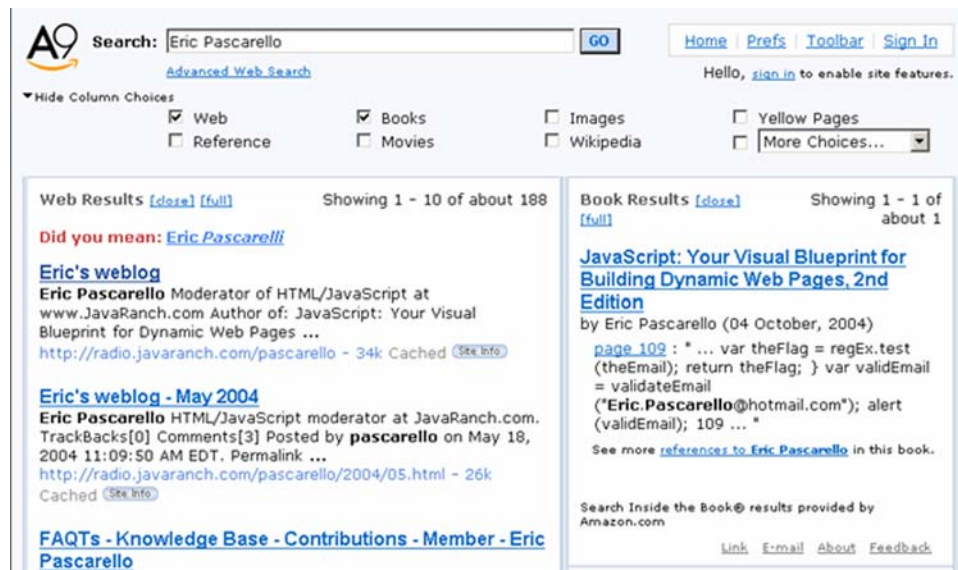 A9 Search: Eric Pascarello GO Home | Prefs | Toolbar | Sign In
Advanced Web Search
Hello, sign in to enable site features.
Hide Column Choices
Web Books Images Yellow Pages
Reference Movies Wikipedia More Choices...
Web Results [close] [full] Showing 1 - 10 of about 188
Did you mean: Eric Pascarelli
Eric's weblog
Eric Pascarello Moderator of HTML/JavaScript at
www.JavaRanch.com Author of: JavaScript: Your Visual
Blueprint for Dynamic Web Pages ...
http://radio.javaranch.com/pascarello - 34k Cached Site Info
Eric's weblog - May 2004
Eric Pascarello HTML/JavaScript moderator at JavaRanch.com.
TrackBacks[0] Comments[3] Posted by pascarello on May 18,
2004 11:09:50 AM EDT. Permalink ...
http://radio.javaranch.com/pascarello/2004/05.html - 26k
Cached Site Info
FAQTs - Knowledge Base - Contributions - Member - Eric
Pascarello
Book Results [close] Showing 1 - 1 of
[full] about 1
JavaScript: Your Visual Blueprint for
Building Dynamic Web Pages, 2nd
Edition
by Eric Pascarello (04 October, 2004)
page 109 : " ... var theFlag = regEx.test
(theEmail); return theFlag; } var validEmail
= validateEmail
("Eric.Pascarello@hotmail.com"); alert
(validEmail); 109 ... "
See more references to Eric Pascarello in this book.
Search Inside the Book® results provided by
Amazon.com
Link E-mail About Feedback